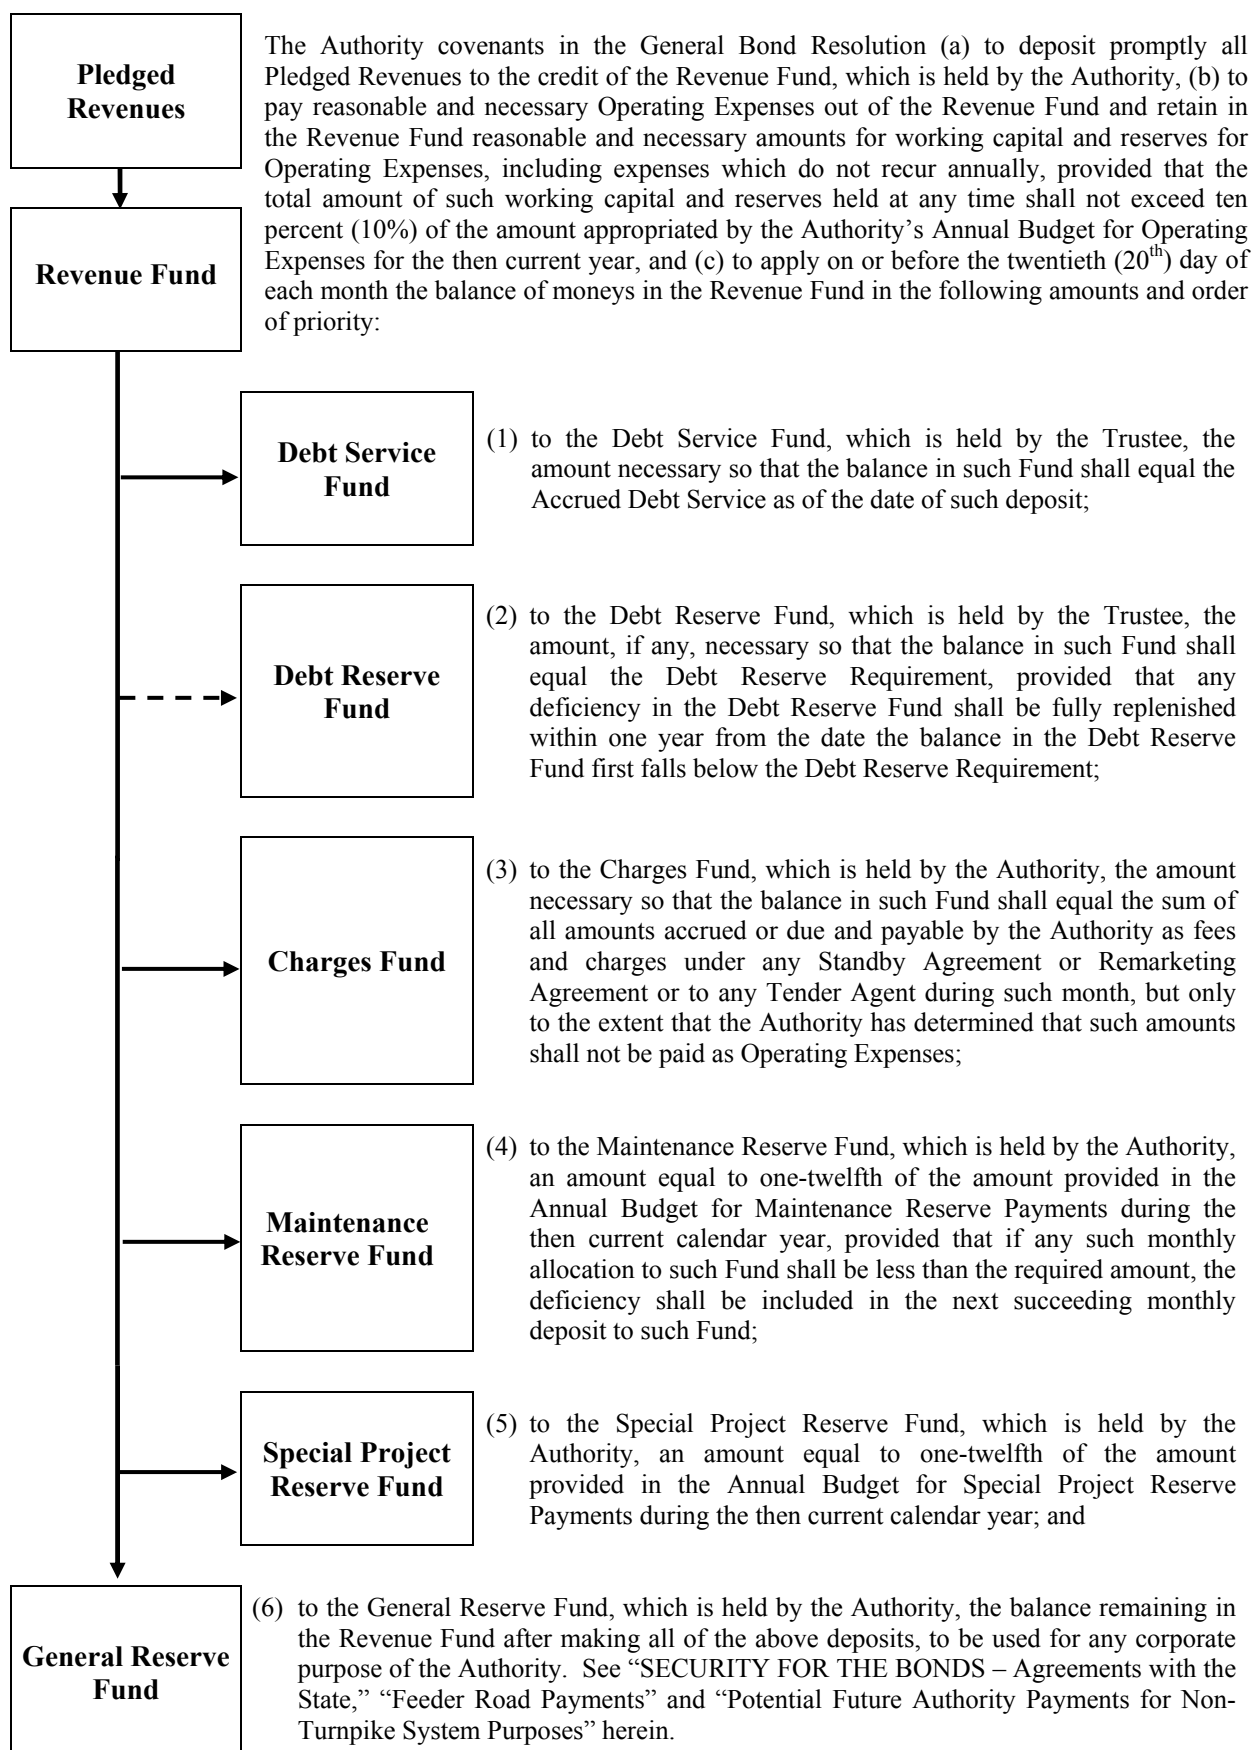 Pledged
Revenues
The Authority covenants in the General Bond Resolution (a) to deposit promptly all
Pledged Revenues to the credit of the Revenue Fund, which is held by the Authority, (b) to
pay reasonable and necessary Operating Expenses out of the Revenue Fund and retain in
the Revenue Fund reasonable and necessary amounts for working capital and reserves for
Operating Expenses, including expenses which do not recur annually, provided that the
total amount of such working capital and reserves held at any time shall not exceed ten
percent (10%) of the amount appropriated by the Authority’s Annual Budget for Operating
Expenses for the then current year, and (c) to apply on or before the twentieth (20th) day of
each month the balance of moneys in the Revenue Fund in the following amounts and order
of priority:
Revenue Fund
Debt Service
Fund
(1) to the Debt Service Fund, which is held by the Trustee, the
amount necessary so that the balance in such Fund shall equal the
Accrued Debt Service as of the date of such deposit;
Debt Reserve
Fund
(2) to the Debt Reserve Fund, which is held by the Trustee, the
amount, if any, necessary so that the balance in such Fund shall
equal the Debt Reserve Requirement, provided that any
deficiency in the Debt Reserve Fund shall be fully replenished
within one year from the date the balance in the Debt Reserve
Fund first falls below the Debt Reserve Requirement;
Charges Fund
(3) to the Charges Fund, which is held by the Authority, the amount
necessary so that the balance in such Fund shall equal the sum of
all amounts accrued or due and payable by the Authority as fees
and charges under any Standby Agreement or Remarketing
Agreement or to any Tender Agent during such month, but only
to the extent that the Authority has determined that such amounts
shall not be paid as Operating Expenses;
Maintenance
Reserve Fund
(4) to the Maintenance Reserve Fund, which is held by the Authority,
an amount equal to one-twelfth of the amount provided in the
Annual Budget for Maintenance Reserve Payments during the
then current calendar year, provided that if any such monthly
allocation to such Fund shall be less than the required amount, the
deficiency shall be included in the next succeeding monthly
deposit to such Fund;
Special Project
Reserve Fund
(5) to the Special Project Reserve Fund, which is held by the
Authority, an amount equal to one-twelfth of the amount
provided in the Annual Budget for Special Project Reserve
Payments during the then current calendar year; and
General Reserve
Fund
(6) to the General Reserve Fund, which is held by the Authority, the balance remaining in
the Revenue Fund after making all of the above deposits, to be used for any corporate
purpose of the Authority. See “SECURITY FOR THE BONDS – Agreements with the
State,” “Feeder Road Payments” and “Potential Future Authority Payments for Non-
Turnpike System Purposes” herein.